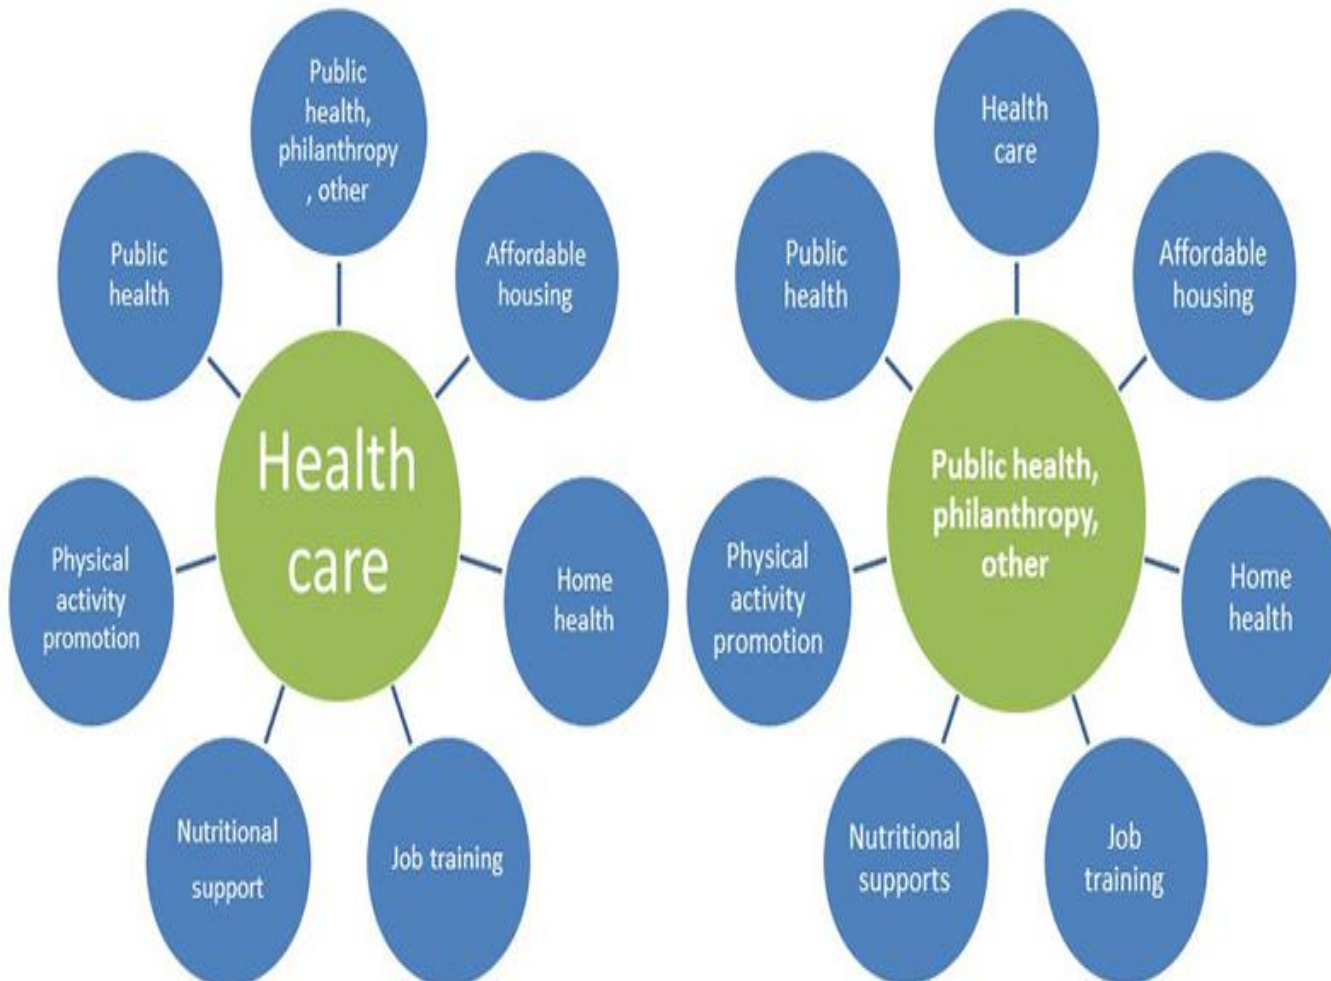 Public
health,
philanthropy
, other
Public
health
Affordable
housing
Health
care
Physical
activity
promotion
Home
health
Nutritional
support
Job training
Health
care
Public
health
Affordable
housing
Public health,
philanthropy,
other
Physical
activity
promotion
Home
health
Nutritional
supports
Job
training